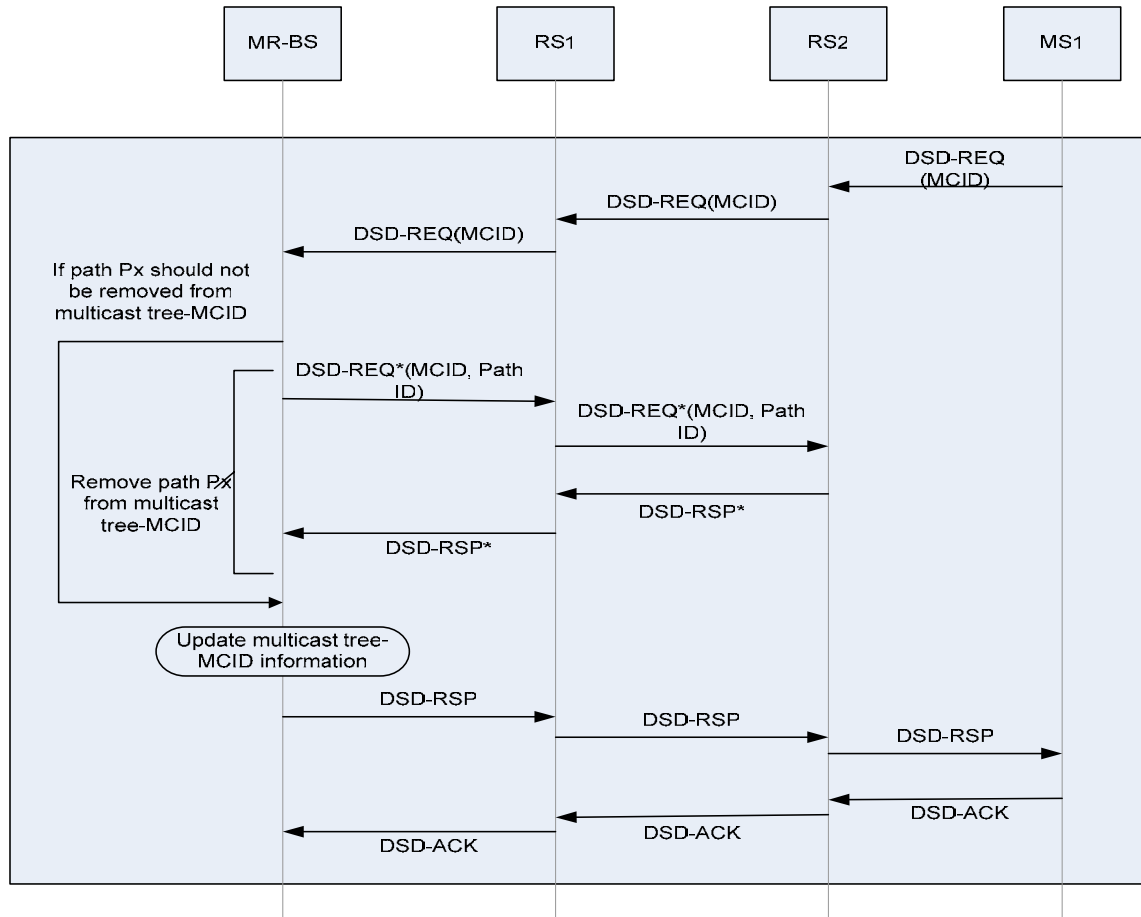 MR-BS
RS1
RS2
MS1
DSD-REQ
(MCID)
DSD-REQ(MCID)
DSD-REQ(MCID)
If path Px should not
be removed from
multicast tree-MCID
DSD-REQ*(MCID, Path
ID)
DSD-REQ*(MCID, Path
ID)
Remove path Px
from multicast
tree-MCID
DSD-RSP*
DSD-RSP*
Update multicast tree-
MCID information
DSD-RSP
DSD-RSP
DSD-RSP
DSD-ACK
DSD-ACK
DSD-ACK